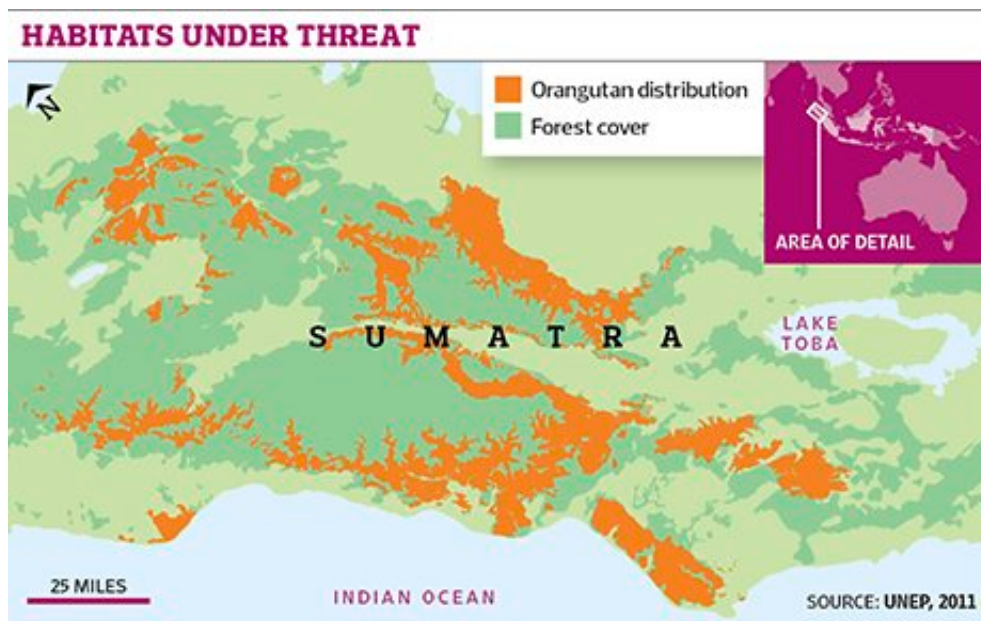 HABITATS UNDER THREAT
N
Orangutan distribution
Forest cover
AREA OF DETAIL
SUMATRA
LAKE
TOBA
25 MILES
INDIAN OCEAN
SOURCE: UNEP, 2011